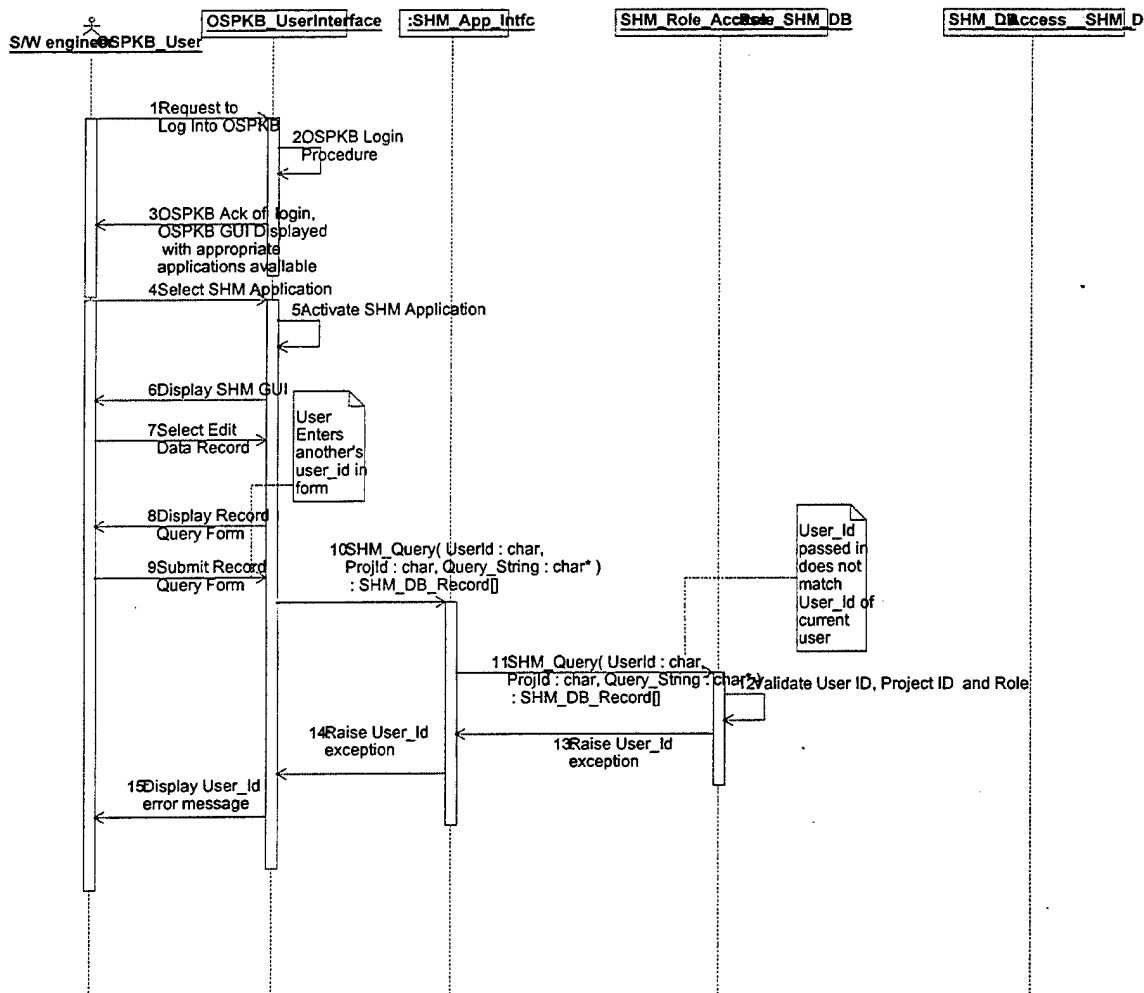 S/W engineer OSPKB_User
OSPKB_UserInterface
:SHM_App_Intfc
SHM_Role_Access Role_SHM_DB
SHM_DB Access__SHM_D
1Request to
Log Into OSPKB
2OSPKB Login
Procedure
3OSPKB Ack of login,
OSPKB GUI Displayed
with appropriate
applications available
4Select SHM Application
5Activate SHM Application
6Display SHM GUI
7Select Edit
Data Record
User
Enters
another's
user_id in
form
8Display Record
Query Form
9Submit Record
Query Form
10SHM_Query( UserId : char,
ProjId : char, Query_String : char* )
: SHM_DB_Record[]
User_Id
passed in
does not
match
User_Id of
current
user
11SHM_Query( UserId : char,
ProjId : char, Query_String : char* )
: SHM_DB_Record[]
12Validate User ID, Project ID and Role
13Raise User_Id
exception
14Raise User_Id
exception
15Display User_Id
error message